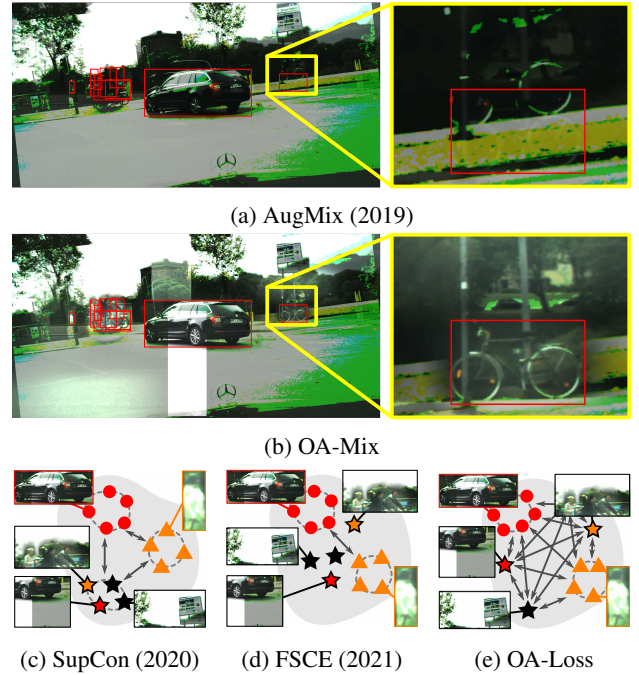 (a) AugMix (2019)
(b) OA-Mix
(c) SupCon (2020)
(d) FSCE (2021)
(e) OA-Loss